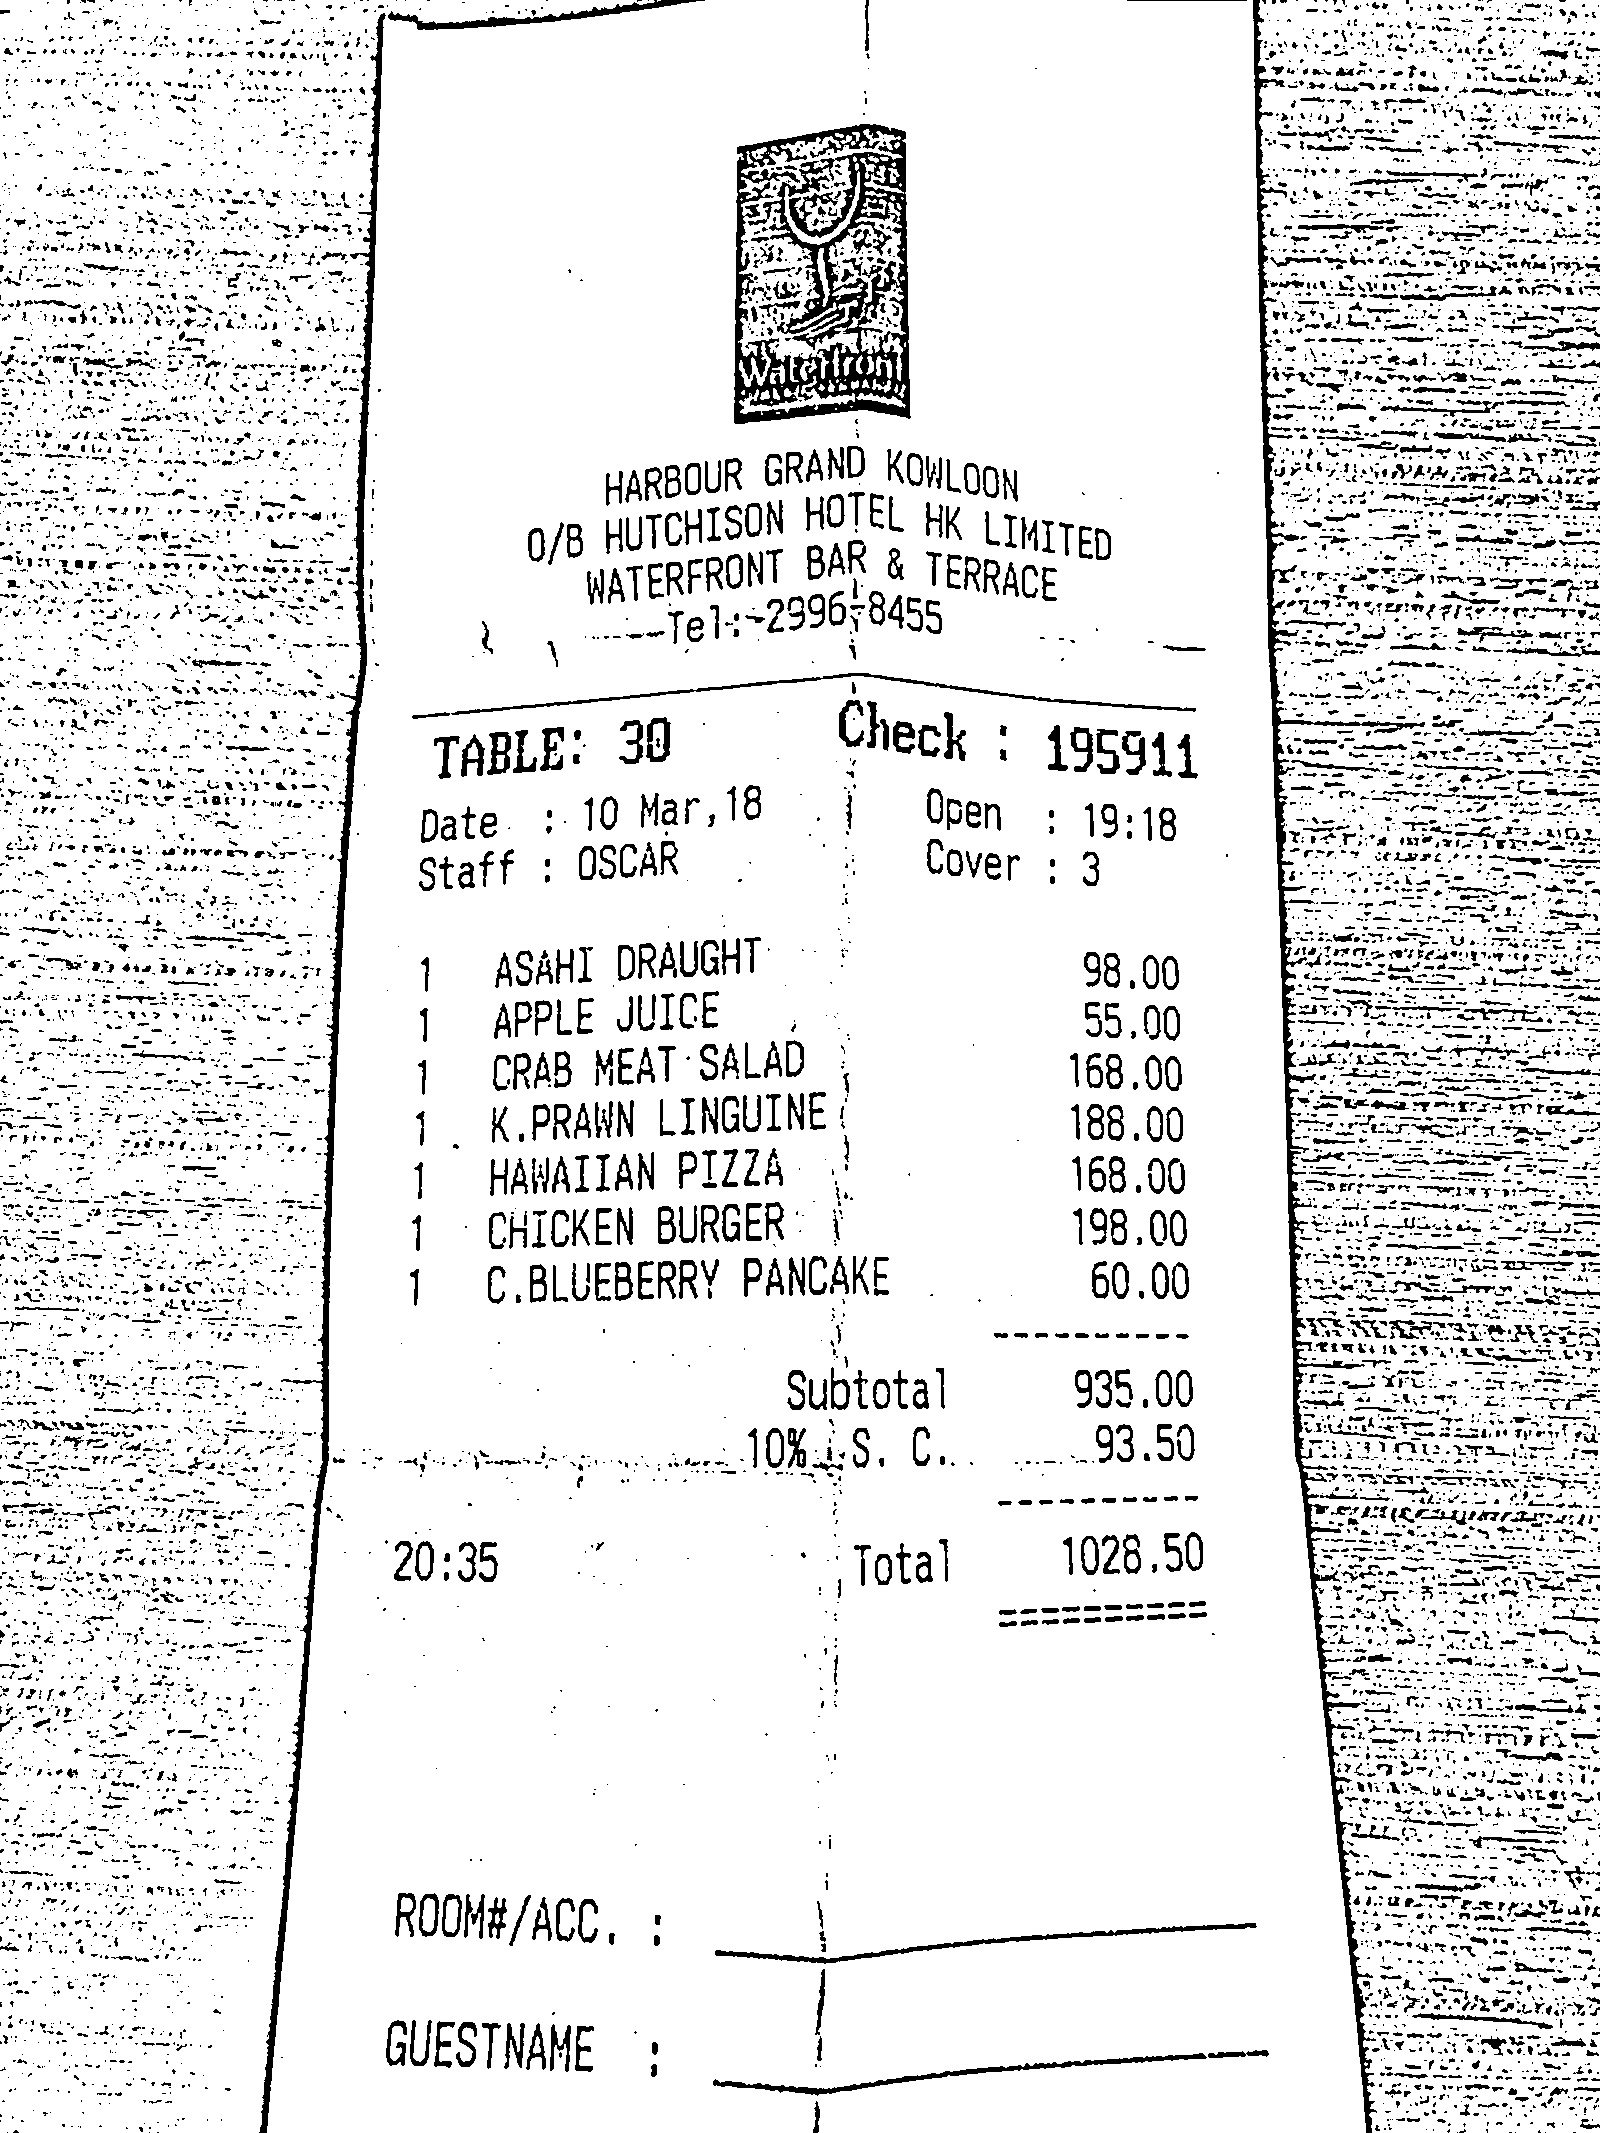 Waterfront
HARBOUR GRAND KOWLOON
O/B HUTCHISON HOTEL HK LIMITED
WATERFRONT BAR & TERRACE
Tel: 2996-8455
TABLE: 30 Check : 195911
Date : 10 Mar,18 Open : 19:18
Staff : OSCAR Cover : 3
1 ASAHI DRAUGHT 98.00
1 APPLE JUICE 55.00
1 CRAB MEAT SALAD 168.00
1 K.PRAWN LINGUINE 188.00
1 HAWAIIAN PIZZA 168.00
1 CHICKEN BURGER 198.00
1 C.BLUEBERRY PANCAKE 60.00
Subtotal 935.00
10% S. C. 93.50
20:35 Total 1028.50
ROOM#/ACC. :
GUESTNAME :